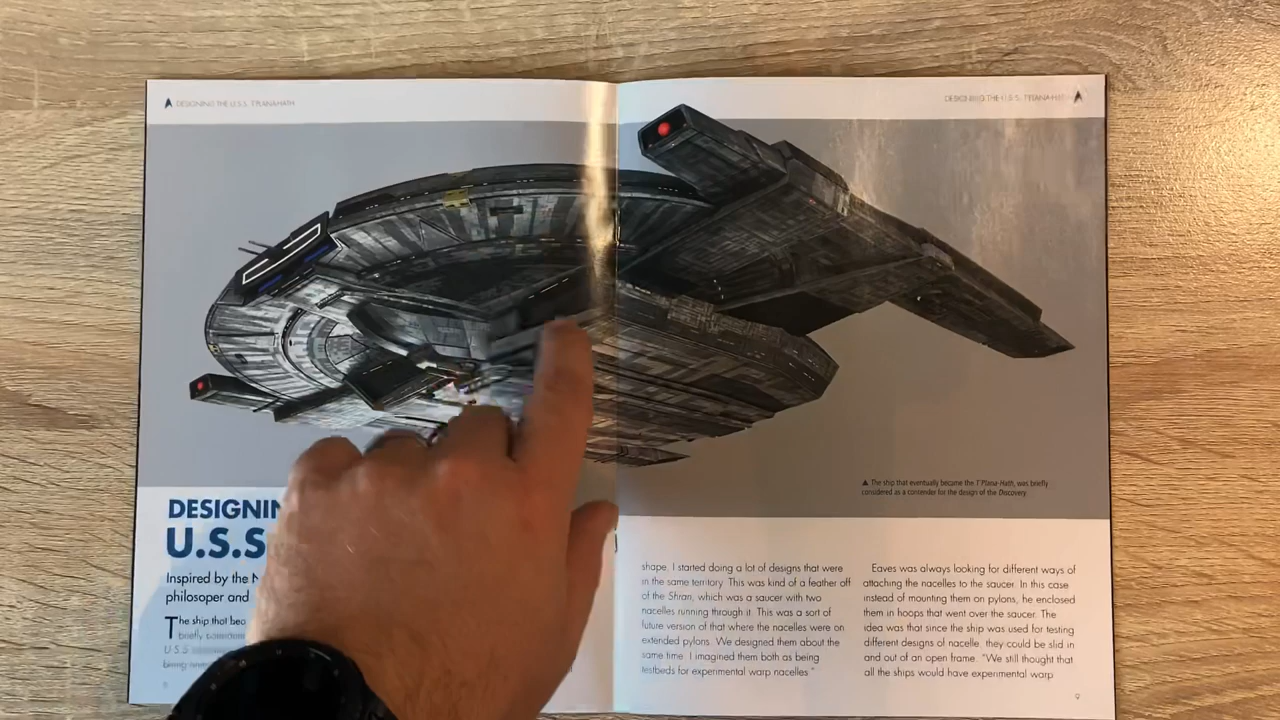 DESIGNING THE U.S.S. T'PLANA-HATH
DESIGNING THE U.S.S. T'PLANA-HATH
▲ The ship that eventually became the T'Plana-Hath, was briefly
considered as a contender for the design of the Discovery.
DESIGNIN
U.S.S
Inspired by the N
philosoper and
The ship that bec
briefly
U.S.S
shape, I started doing a lot of designs that were
in the same territory. This was kind of a feather off
of the Shran, which was a saucer with two
nacelles running through it. This was a sort of
future version of that where the nacelles were on
extended pylons. We designed them about the
same time. I imagined them both as being
testbeds for experimental warp nacelles."
Eaves was always looking for different ways of
attaching the nacelles to the saucer. In this case
instead of mounting them on pylons, he enclosed
them in hoops that went over the saucer. The
idea was that since the ship was used for testing
different designs of nacelle, they could be slid in
and out of an open frame. "We still thought that
all the ships would have experimental warp
9